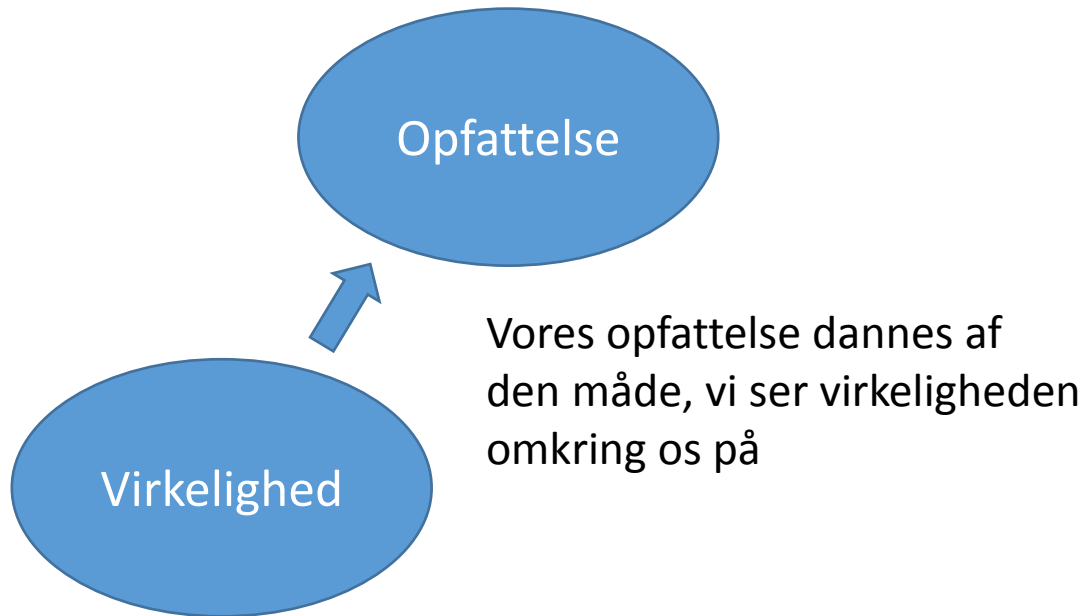 Opfattelse
Vores opfattelse dannes af
den måde, vi ser virkeligheden
omkring os på
Virkelighed